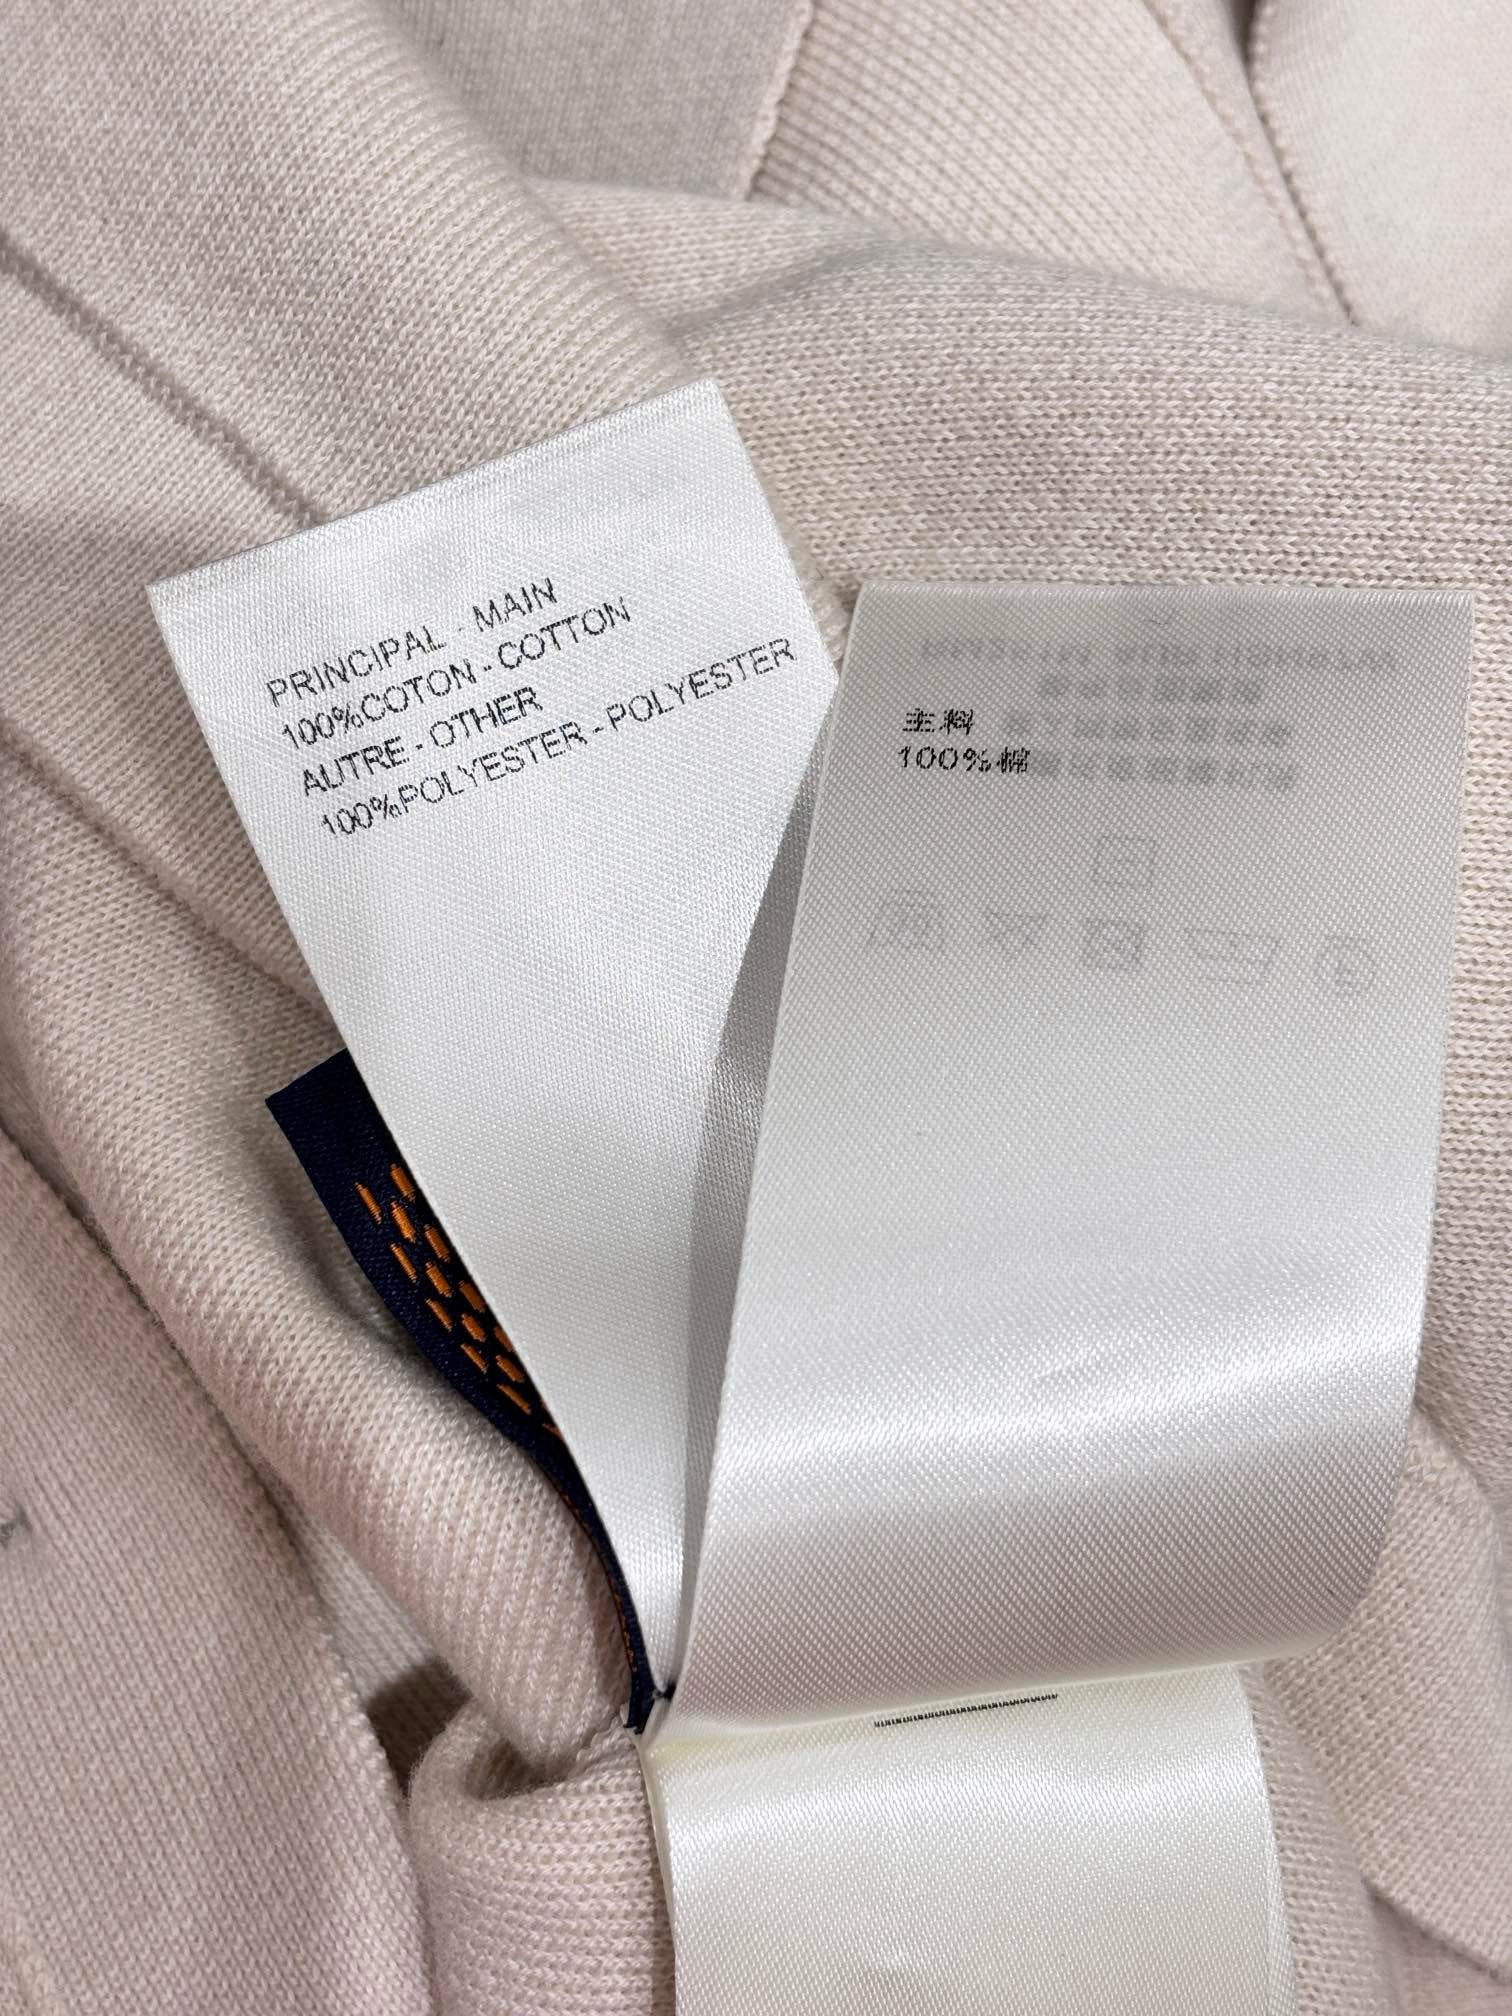 PRINCIPAL - MAIN
100%COTON - COTTON
AUTRE - OTHER
100%POLYESTER - POLYESTER
主料
100%棉